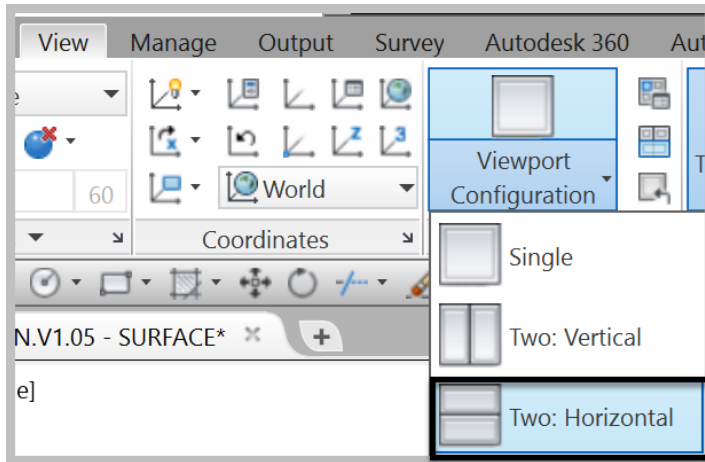 View Manage Output Survey Autodesk 360 Aut
e
60
World
Coordinates
Viewport
Configuration
T
Single
Two: Vertical
Two: Horizontal
N.V1.05 - SURFACE*
e]